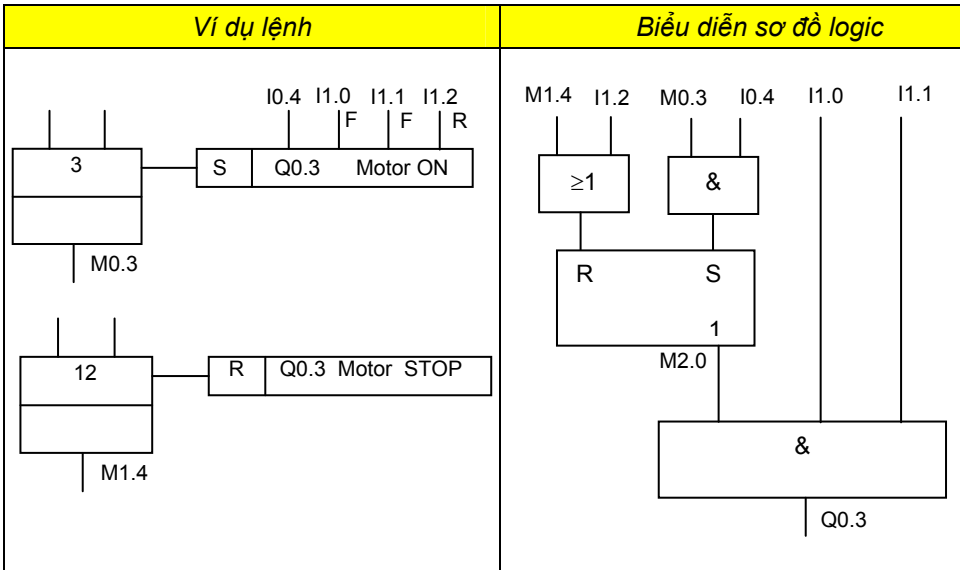 Ví dụ lệnh
Biểu diễn sơ đồ logic
I0.4 I1.0 I1.1 I1.2
F F R
3
S Q0.3 Motor ON
M0.3
12
R Q0.3 Motor STOP
M1.4
M1.4 I1.2 M0.3 I0.4 I1.0 I1.1
≥1 &
R S
1
M2.0
&
Q0.3